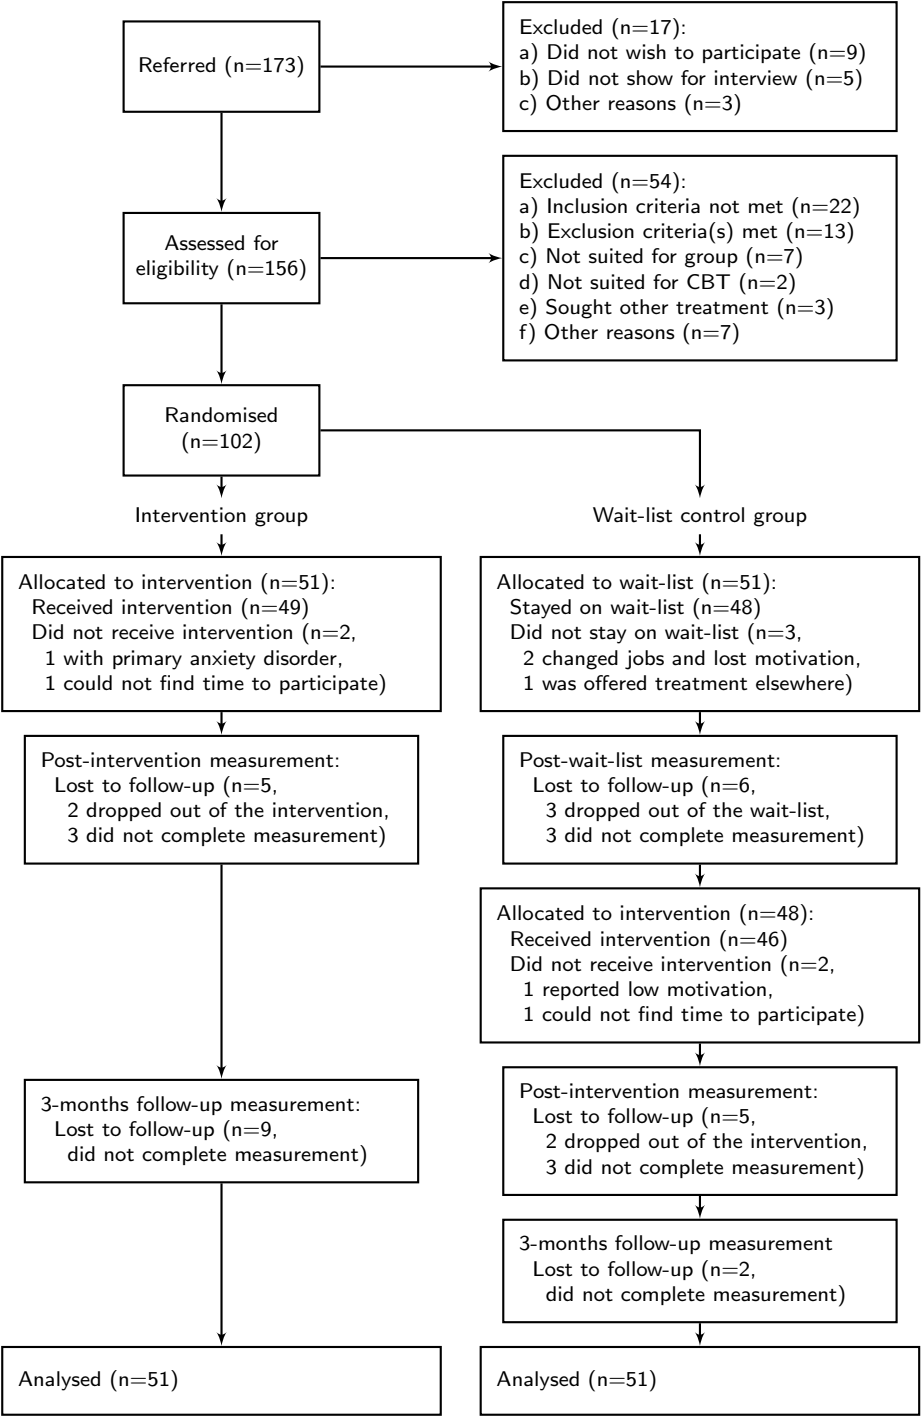 Referred (n=173)
Excluded (n=17):
a) Did not wish to participate (n=9)
b) Did not show for interview (n=5)
c) Other reasons (n=3)
Assessed for
eligibility (n=156)
Excluded (n=54):
a) Inclusion criteria not met (n=22)
b) Exclusion criteria(s) met (n=13)
c) Not suited for group (n=7)
d) Not suited for CBT (n=2)
e) Sought other treatment (n=3)
f) Other reasons (n=7)
Randomised
(n=102)
Intervention group
Allocated to intervention (n=51):
Received intervention (n=49)
Did not receive intervention (n=2,
1 with primary anxiety disorder,
1 could not find time to participate)
Post-intervention measurement:
Lost to follow-up (n=5,
2 dropped out of the intervention,
3 did not complete measurement)
3-months follow-up measurement:
Lost to follow-up (n=9,
did not complete measurement)
Analysed (n=51)
Wait-list control group
Allocated to wait-list (n=51):
Stayed on wait-list (n=48)
Did not stay on wait-list (n=3,
2 changed jobs and lost motivation,
1 was offered treatment elsewhere)
Post-wait-list measurement:
Lost to follow-up (n=6,
3 dropped out of the wait-list,
3 did not complete measurement)
Allocated to intervention (n=48):
Received intervention (n=46)
Did not receive intervention (n=2,
1 reported low motivation,
1 could not find time to participate)
Post-intervention measurement:
Lost to follow-up (n=5,
2 dropped out of the intervention,
3 did not complete measurement)
3-months follow-up measurement
Lost to follow-up (n=2,
did not complete measurement)
Analysed (n=51)